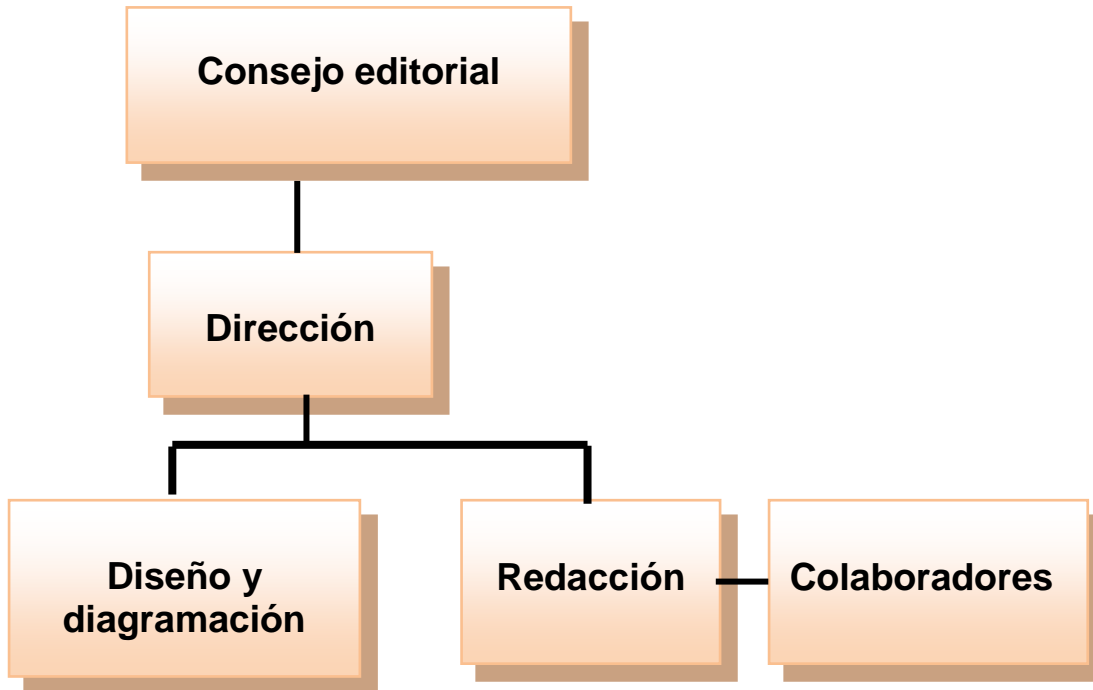 Consejo editorial
Dirección
Diseño y
diagramación
Redacción
Colaboradores